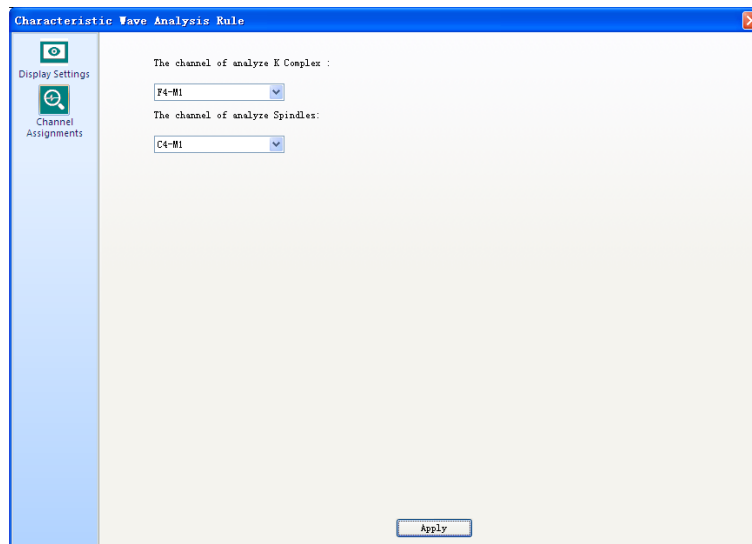 Characteristic Wave Analysis Rule
Display Settings
Channel
Assignments
The channel of analyze K Complex :
F4-M1
The channel of analyze Spindles:
C4-M1
Apply